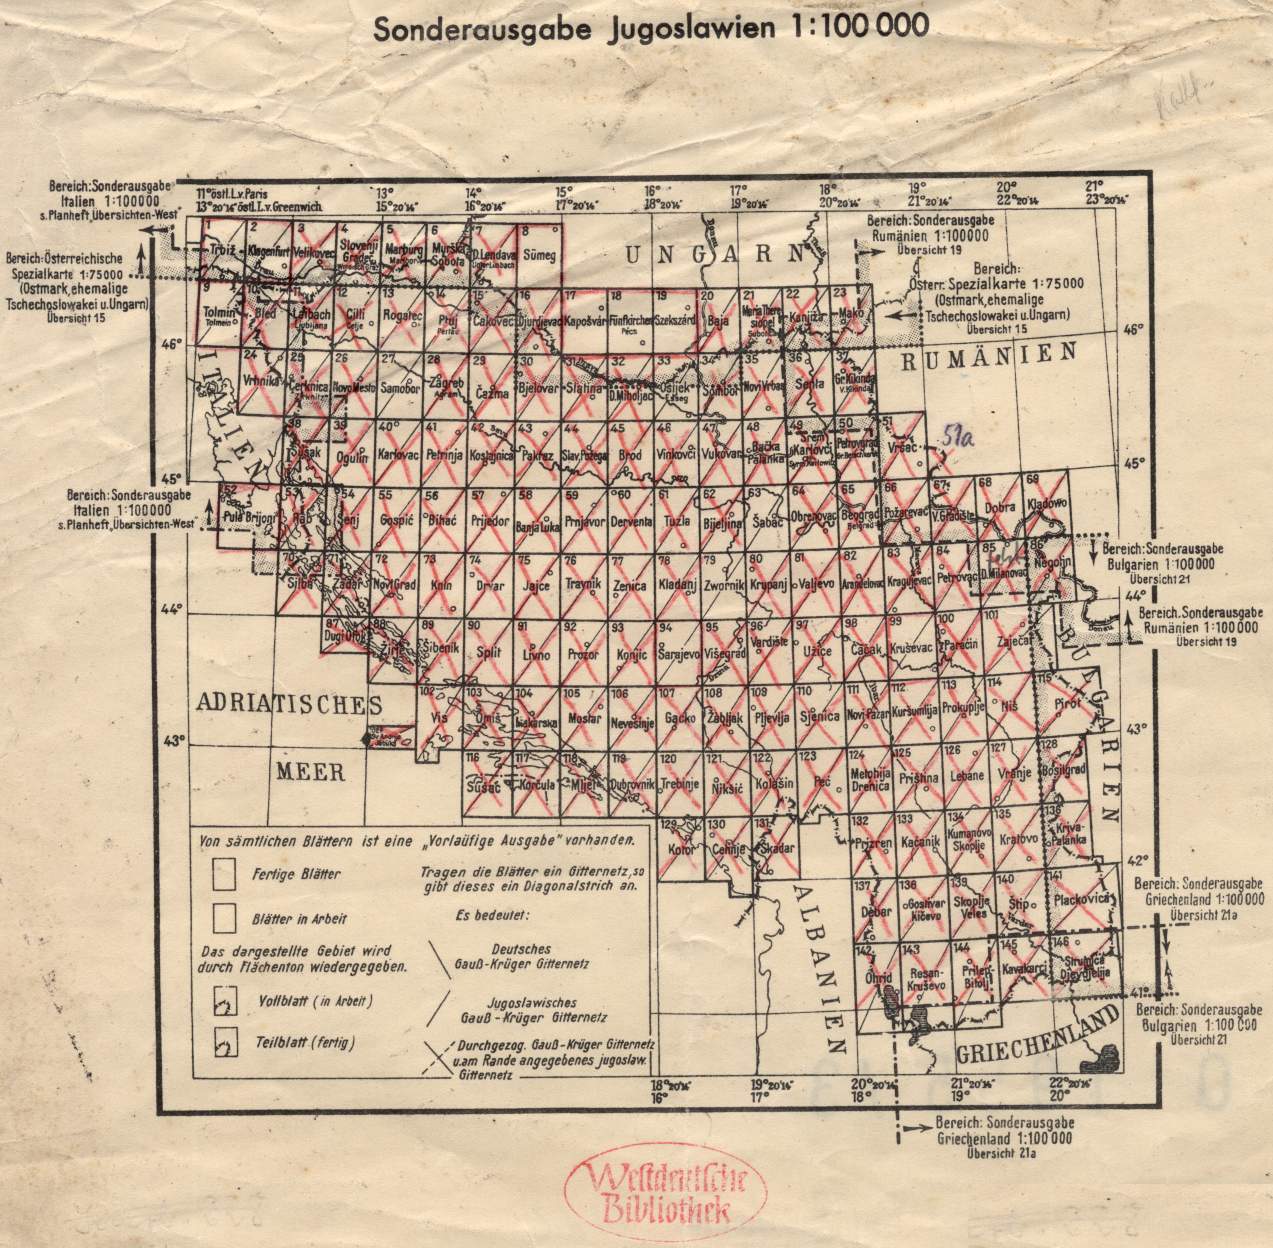 Sonderausgabe Jugoslawien 1:100 000
Bereich: Sonderausgabe
Italien 1:100000
s. Planheft „Übersichten-West"
Bereich: Österreichische
Spezialkarte 1:75000
(Ostmark, ehemalige
Tschechoslowakei u. Ungarn)
Übersicht 15
11° östl. L. v. Paris
13° 20'14" östl. L. v. Greenwich
13° 14° 15° 16° 17° 18° 19° 20° 21°
15°20'14" 16°20'14" 17°20'14" 18°20'14" 19°20'14" 20°20'14" 21°20'14" 22°20'14" 23°20'14"
Bereich: Sonderausgabe
Rumänien 1:100000
Übersicht 19
Bereich:
Österr. Spezialkarte 1:75 000
(Ostmark, ehemalige
Tschechoslowakei u. Ungarn)
Übersicht 15
UNGARN
RUMÄNIEN
ITALIEN
46° 46°
45° 45°
44° 44°
43° 43°
42°
41°
1 Trbiž 2 Klagenfurt 3 Velikovec 4 Slovenji Gradec 5 Marburg 6 Murska Sobota 7 D. Lendava 8 Sümeg
9 Tolmin 10 Bled 11 Laibach Ljubljana 12 Cilli Celje 13 Rogatec 14 Ptuj Pettau 15 Čakovec 16 Djurdjevac 17 Kaposvár 18 Fünfkirchen Pécs 19 Szekszárd 20 Baja 21 Maria Theresiopel 22 Kanjiža 23 Mako
24 Vrhnika 25 Cerknica 26 Novo Mesto 27 Samobor 28 Zagreb Agram 29 Čazma 30 Bjelovar 31 Slatina 32 D. Miholjac 33 Osijek Esseg 34 Sombor 35 Novi Vrbas 36 Senta 37 Gr. Kikinda
38 Sušak 39 Ogulin 40 Karlovac 41 Petrinja 42 Kostajnica 43 Pakrac 44 Slav. Požega 45 Brod 46 Vinkovci 47 Vukovar 48 Bačka Palanka 49 Srem. Karlovci 50 Petrovgrad 51 Vršac
51a
52 Pula Brijoni 53 Rab 54 Senj 55 Gospić 56 Bihać 57 Prijedor 58 Banja Luka 59 Prnjavor 60 Derventa 61 Tuzla 62 Bijeljina 63 Šabac 64 Obrenovac 65 Beograd Belgrad 66 Požarevac 67 V. Gradište 68 Dobra 69 Kladovo
70 Silba 71 Zadar 72 Novi Grad 73 Knin 74 Drvar 75 Jajce 76 Travnik 77 Zenica 78 Kladanj 79 Zwornik 80 Krupanj 81 Valjevo 82 Arandjelovac 83 Kragujevac 84 Petrovac 85 D. Milanovac 86 Negotin
87 Dugi Otok 88 Žirje 89 Šibenik 90 Split 91 Livno 92 Prozor 93 Konjic 94 Sarajevo 95 Višegrad 96 Vardište 97 Užice 98 Čačak 99 Kruševac 100 Paraćin 101 Zaječar
102 Vis 103 Omiš 104 Makarska 105 Mostar 106 Nevesinje 107 Gacko 108 Žabljak 109 Pljevlja 110 Sjenica 111 Novi Pazar 112 Kuršumlija 113 Prokuplje 114 Niš 115 Pirot
116 Sušac 117 Korčula 118 Mljet 119 Dubrovnik 120 Trebinje 121 Nikšić 122 Kolašin 123 Peć 124 Metohija Drenica 125 Priština 126 Lebane 127 Vranje 128 Bosilgrad
129 Kotor 130 Cetinje 131 Skadar 132 Prizren 133 Kačanik 134 Kumanovo Skoplje 135 Kratovo 136 Kriva-Palanka
137 Debar 138 Gostivar Kičevo 139 Skoplje Veles 140 Štip 141 Plačkovica
142 Ohrid 143 Resan-Kruševo 144 Prilep Bitolj 145 Kavadarci 146 Strumica Djevdjelija
Bereich: Sonderausgabe
Italien 1:100000
s. Planheft „Übersichten-West"
Bereich: Sonderausgabe
Bulgarien 1:100 000
Übersicht 21
Bereich: Sonderausgabe
Rumänien 1:100 000
Übersicht 19
ADRIATISCHES
MEER
BULGARIEN
ALBANIEN
GRIECHENLAND
Von sämtlichen Blättern ist eine „Vorläufige Ausgabe" vorhanden.
Fertige Blätter
Tragen die Blätter ein Gitternetz, so
gibt dieses ein Diagonalstrich an.
Blätter in Arbeit
Es bedeutet:
Das dargestellte Gebiet wird
durch Flächenton wiedergegeben.
Deutsches
Gauß-Krüger Gitternetz
Vollblatt (in Arbeit)
Jugoslawisches
Gauß-Krüger Gitternetz
Teilblatt (fertig)
Durchgezog. Gauß-Krüger Gitternetz
u. am Rande angegebenes jugoslaw.
Gitternetz
Bereich: Sonderausgabe
Griechenland 1:100 000
Übersicht 21a
Bereich: Sonderausgabe
Bulgarien 1:100 000
Übersicht 21
18°20'14" 19°20'14" 20°20'14" 21°20'14" 22°20'14"
16° 17° 18° 19° 20°
Bereich: Sonderausgabe
Griechenland 1:100 000
Übersicht 21a
Westdeutsche
Bibliothek